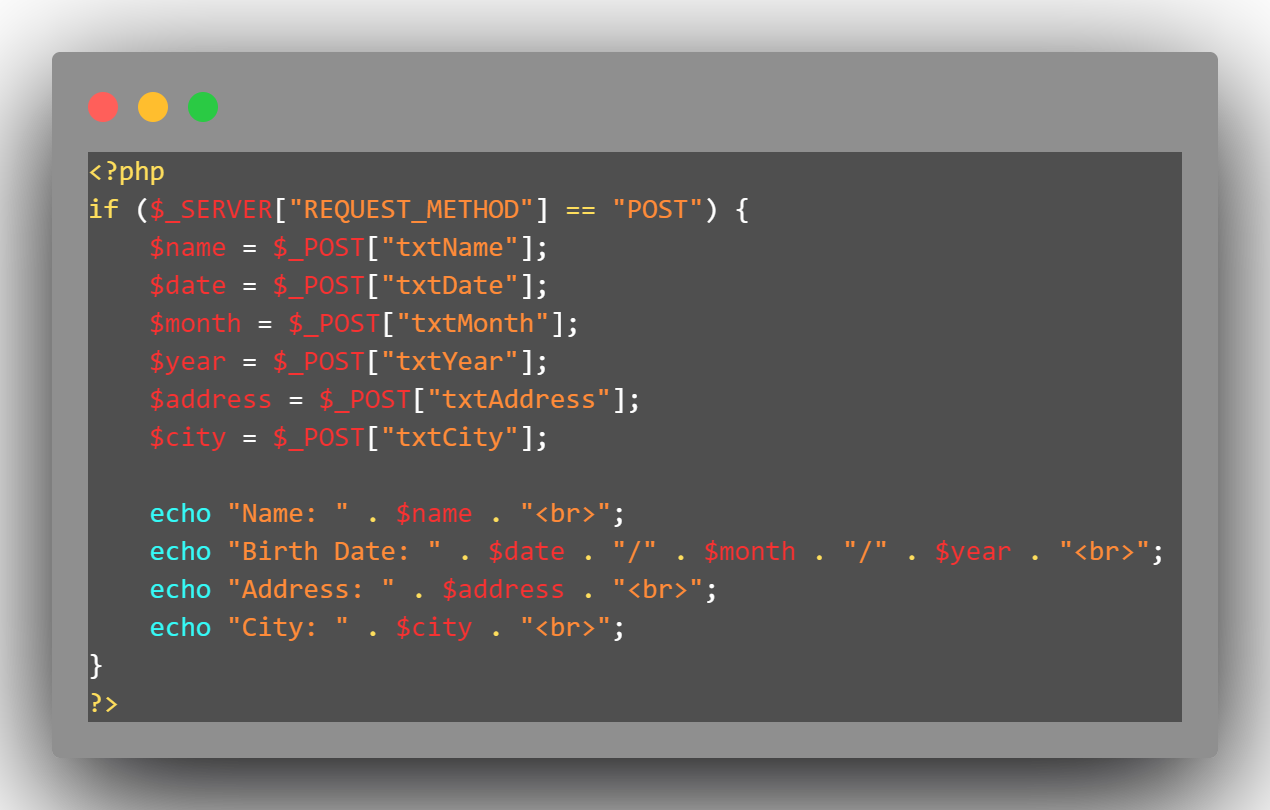 <?php
if ($_SERVER["REQUEST_METHOD"] == "POST") {
    $name = $_POST["txtName"];
    $date = $_POST["txtDate"];
    $month = $_POST["txtMonth"];
    $year = $_POST["txtYear"];
    $address = $_POST["txtAddress"];
    $city = $_POST["txtCity"];

    echo "Name: " . $name . "<br>";
    echo "Birth Date: " . $date . "/" . $month . "/" . $year . "<br>";
    echo "Address: " . $address . "<br>";
    echo "City: " . $city . "<br>";
}
?>